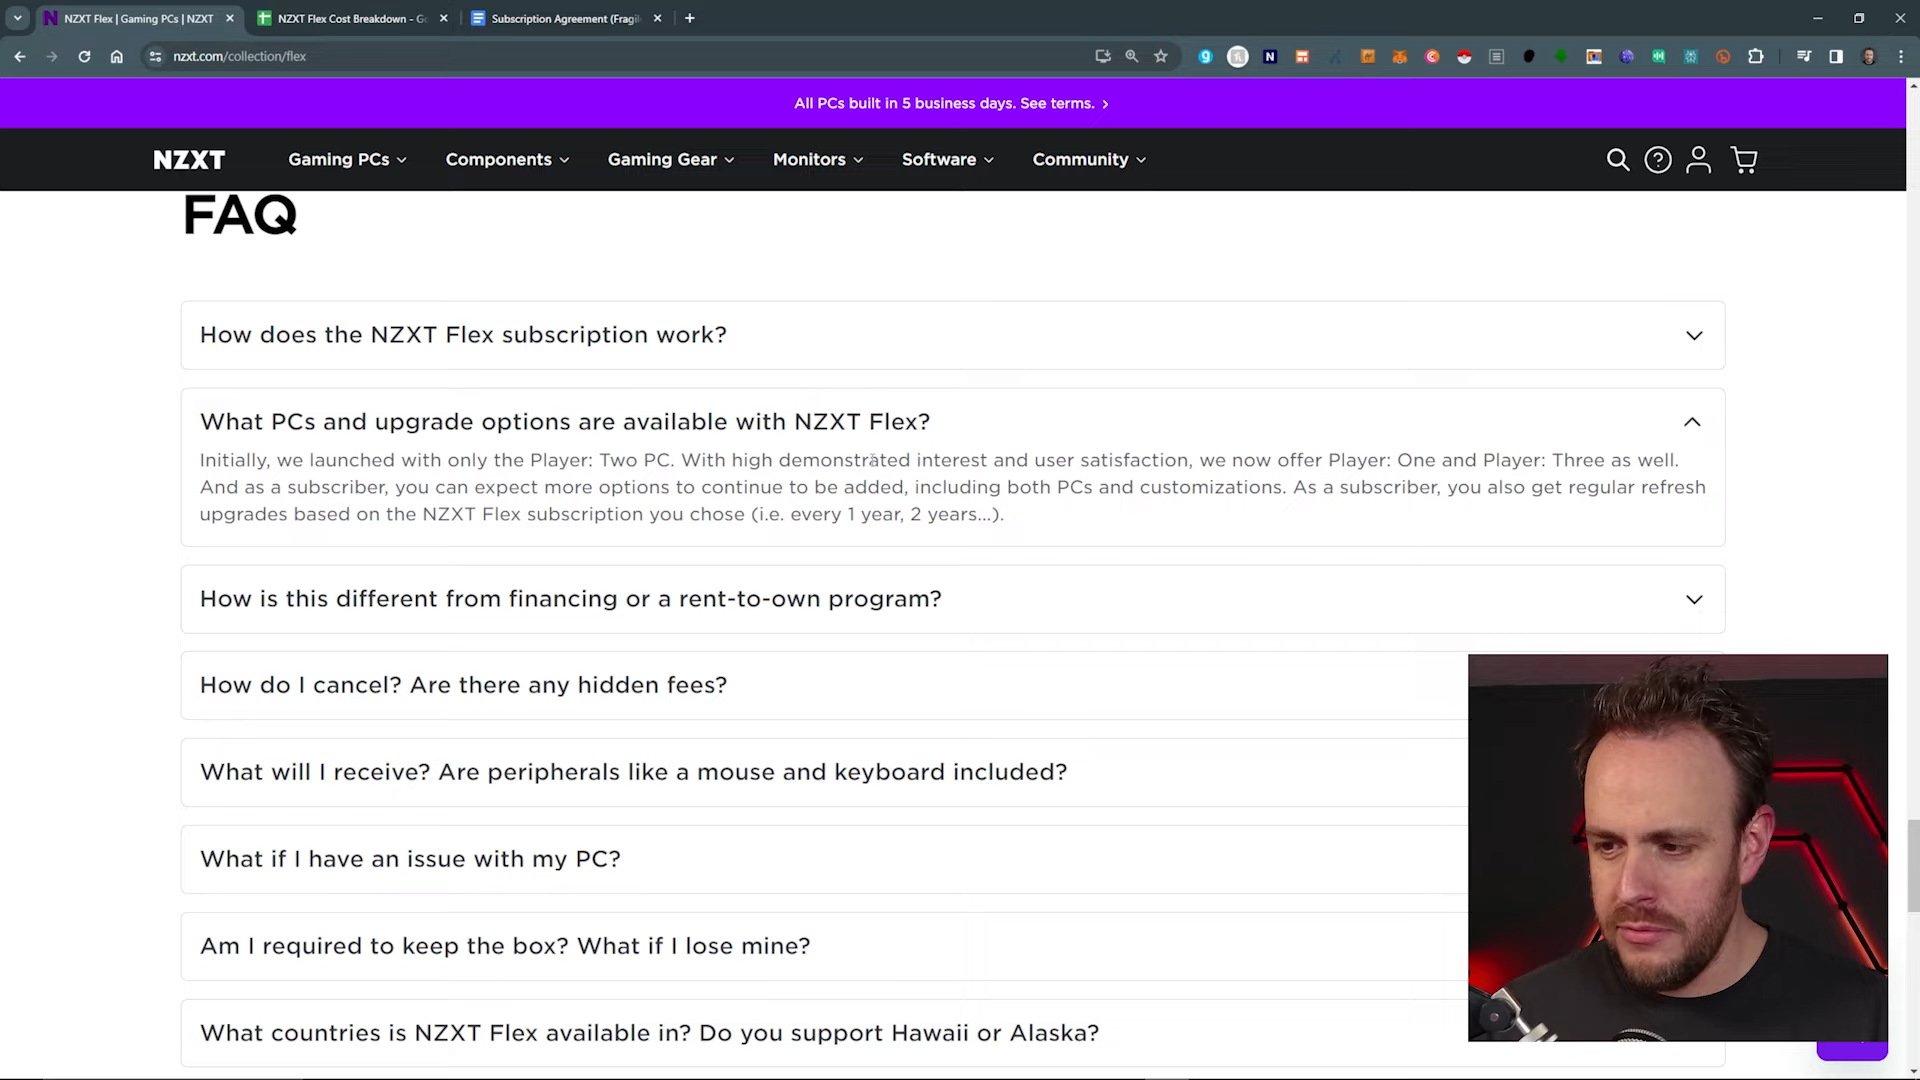 NZXT Flex | Gaming PCs | NZXT
NZXT Flex Cost Breakdown - Go
Subscription Agreement (Fragil
nzxt.com/collection/flex
All PCs built in 5 business days. See terms. >
NZXT
Gaming PCs
Components
Gaming Gear
Monitors
Software
Community
FAQ
How does the NZXT Flex subscription work?
What PCs and upgrade options are available with NZXT Flex?
Initially, we launched with only the Player: Two PC. With high demonstrated interest and user satisfaction, we now offer Player: One and Player: Three as well.
And as a subscriber, you can expect more options to continue to be added, including both PCs and customizations. As a subscriber, you also get regular refresh
upgrades based on the NZXT Flex subscription you chose (i.e. every 1 year, 2 years...).
How is this different from financing or a rent-to-own program?
How do I cancel? Are there any hidden fees?
What will I receive? Are peripherals like a mouse and keyboard included?
What if I have an issue with my PC?
Am I required to keep the box? What if I lose mine?
What countries is NZXT Flex available in? Do you support Hawaii or Alaska?